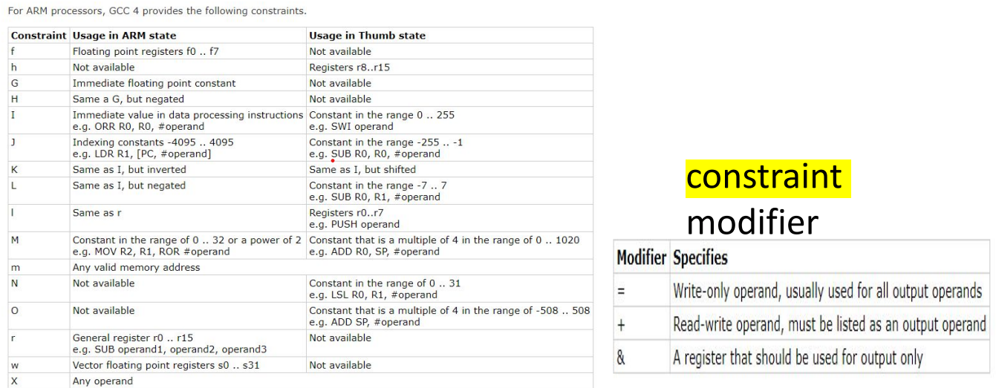 For ARM processors, GCC 4 provides the following constraints.
Constraint Usage in ARM state Usage in Thumb state
f Floating point registers f0 .. f7 Not available
h Not available Registers r8..r15
G Immediate floating point constant Not available
H Same a G, but negated Not available
I Immediate value in data processing instructions Constant in the range 0 .. 255
e.g. ORR R0, R0, #operand e.g. SWI operand
J Indexing constants -4095 .. 4095 Constant in the range -255 .. -1
e.g. LDR R1, [PC, #operand] e.g. SUB R0, R0, #operand
K Same as I, but inverted Same as I, but shifted
L Same as I, but negated Constant in the range -7 .. 7
e.g. SUB R0, R1, #operand
l Same as r Registers r0..r7
e.g. PUSH operand
M Constant in the range of 0 .. 32 or a power of 2 Constant that is a multiple of 4 in the range of 0 .. 1020
e.g. MOV R2, R1, ROR #operand e.g. ADD R0, SP, #operand
m Any valid memory address
N Not available Constant in the range of 0 .. 31
e.g. LSL R0, R1, #operand
O Not available Constant that is a multiple of 4 in the range of -508 .. 508
e.g. ADD SP, #operand
r General register r0 .. r15 Not available
e.g. SUB operand1, operand2, operand3
w Vector floating point registers s0 .. s31 Not available
X Any operand
constraint
modifier
Modifier Specifies
= Write-only operand, usually used for all output operands
+ Read-write operand, must be listed as an output operand
& A register that should be used for output only